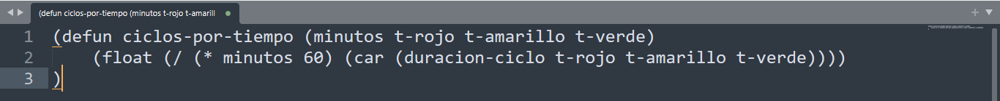 (defun ciclos-por-tiempo (minutos t-rojo t-amarill
1 (defun ciclos-por-tiempo (minutos t-rojo t-amarillo t-verde)
2 (float (/ (* minutos 60) (car (duracion-ciclo t-rojo t-amarillo t-verde))))
3 )